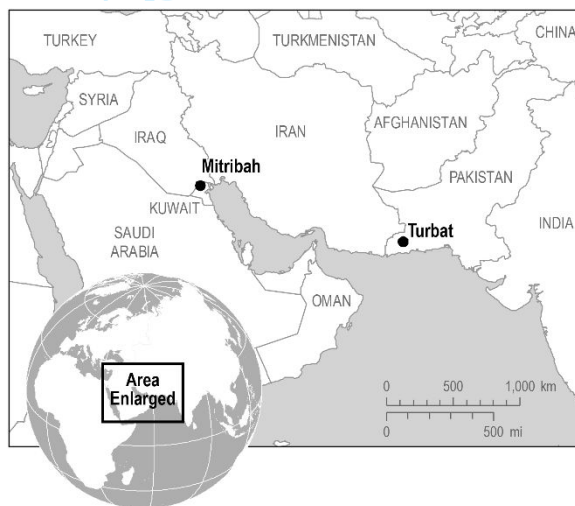 TURKEY
TURKMENISTAN
CHINA
SYRIA
IRAQ
IRAN
AFGHANISTAN
Mitribah
PAKISTAN
KUWAIT
INDIA
SAUDI
ARABIA
Turbat
OMAN
Area
Enlarged
0 500 1,000 km
0 500 mi